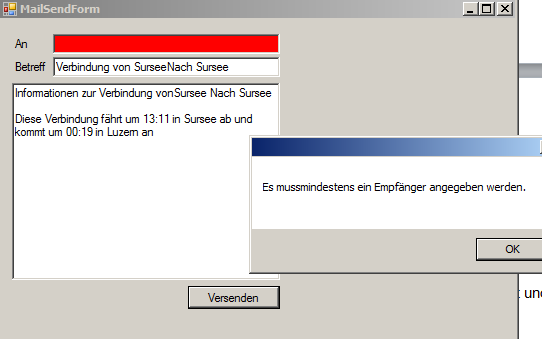 MailSendForm
An
Betreff Verbindung von SurseeNach Sursee
Informationen zur Verbindung vonSursee Nach Sursee
Diese Verbindung fährt um 13:11 in Sursee ab und
kommt um 00:19 in Luzern an
Es mussmindestens ein Empfänger angegeben werden.
OK
Versenden